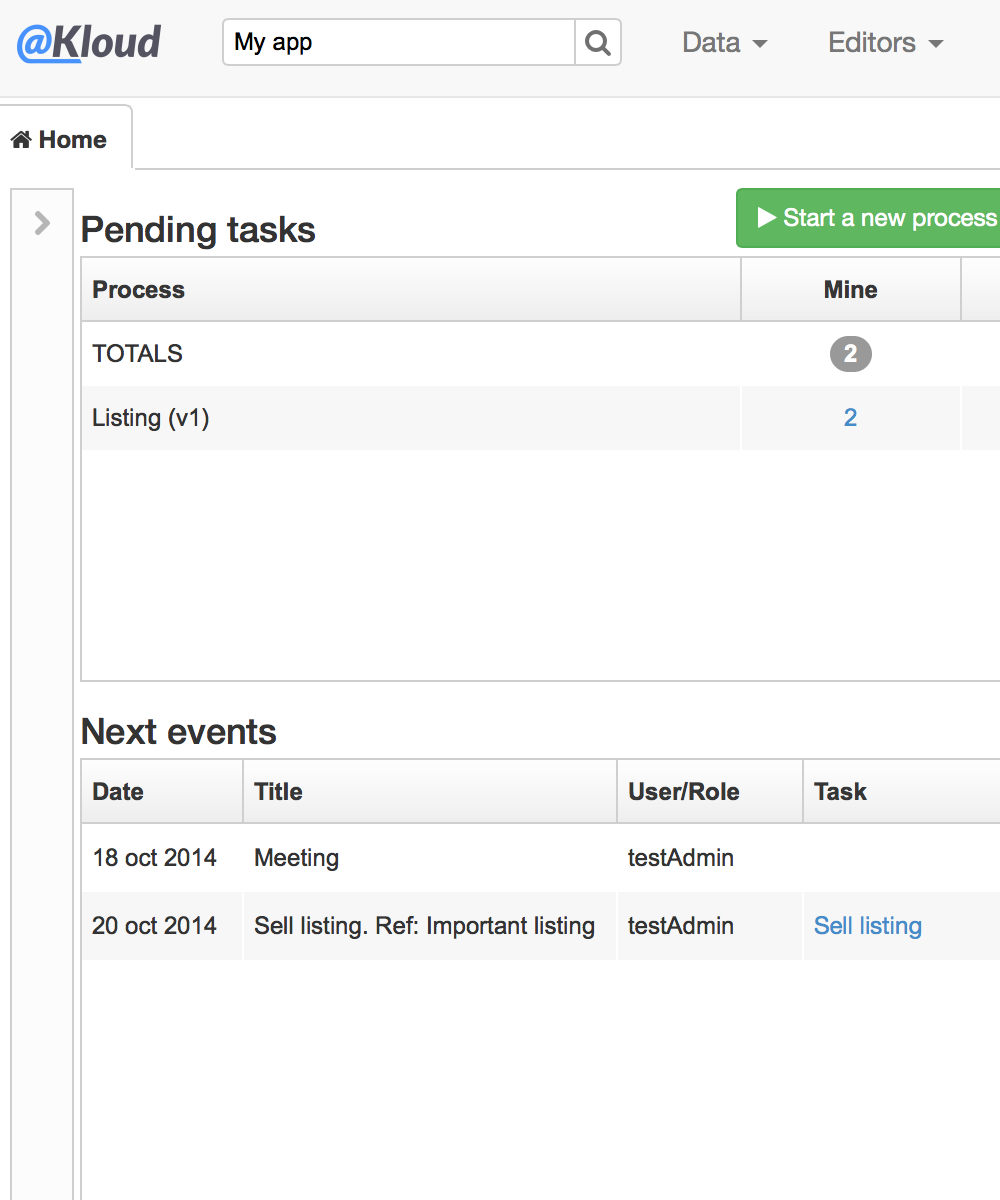 @Kloud My app Data Editors
Home
Pending tasks Start a new process
Process Mine
TOTALS 2
Listing (v1) 2
Next events
Date Title User/Role Task
18 oct 2014 Meeting testAdmin
20 oct 2014 Sell listing. Ref: Important listing testAdmin Sell listing